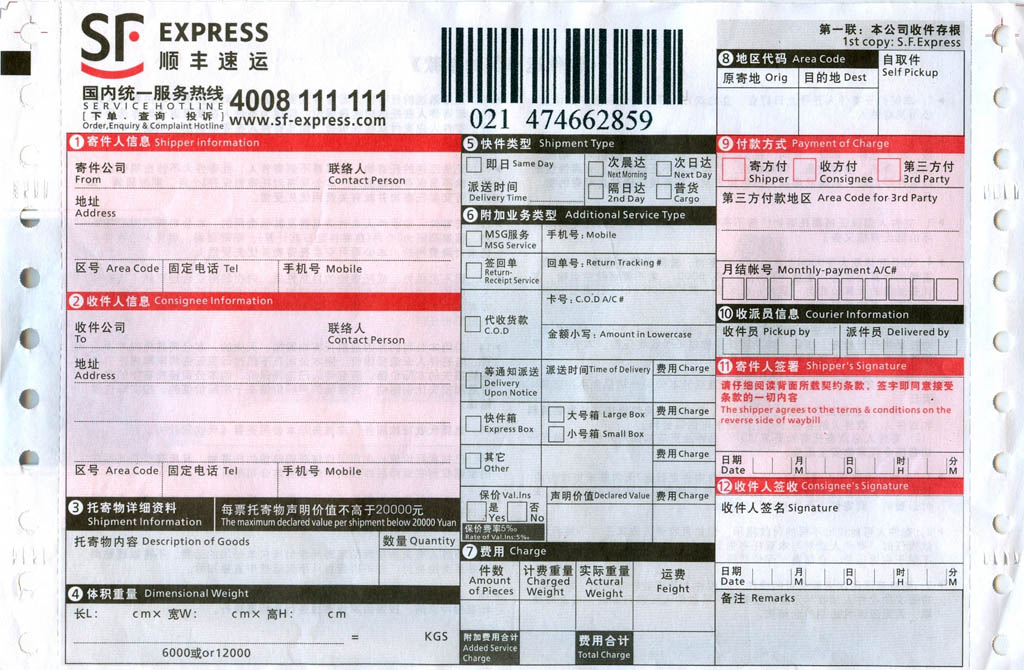 SF EXPRESS
顺丰速运
国内统一服务热线
SERVICE HOTLINE
[下单、查询、投诉]
Order,Enquiry & Complaint Hotline
4008 111 111
www.sf-express.com
021 474662859
第一联：本公司收件存根
1st copy: S.F.Express
⑧ 地区代码 Area Code
原寄地 Orig 目的地 Dest
自取件
Self Pickup
① 寄件人信息 Shipper information
寄件公司
From
联络人
Contact Person
地址
Address
区号 Area Code 固定电话 Tel 手机号 Mobile
② 收件人信息 Consignee Information
收件公司
To
联络人
Contact Person
地址
Address
区号 Area Code 固定电话 Tel 手机号 Mobile
③ 托寄物详细资料
Shipment Information
每票托寄物声明价值不高于20000元
The maximum declared value per shipment below 20000 Yuan
托寄物内容 Description of Goods 数量 Quantity
④ 体积重量 Dimensional Weight
长L: cm× 宽W: cm× 高H: cm
= KGS
6000或or12000
⑤ 快件类型 Shipment Type
即日 Same Day
次晨达
Next Morning
次日达
Next Day
派送时间
Delivery Time
隔日达
2nd Day
普货
Cargo
⑥ 附加业务类型 Additional Service Type
MSG服务
MSG Service
手机号: Mobile
签回单
Return-
Receipt Service
回单号: Return Tracking #
代收货款
C.O.D
卡号: C.O.D A/C #
金额小写: Amount in Lowercase
等通知派送
Delivery
Upon Notice
派送时间Time of Delivery
费用 Charge
快件箱
Express Box
大号箱 Large Box
小号箱 Small Box
费用 Charge
其它
Other
费用 Charge
保价 Val.Ins
是
Yes
否
No
保价费率5‰
Rate of Val.Ins:5‰
声明价值Declared Value
费用 Charge
⑦ 费用 Charge
件数
Amount
of Pieces
计费重量
Charged
Weight
实际重量
Actural
Weight
运费
Feight
附加费用合计
Added Service
Charge
费用合计
Total Charge
⑨ 付款方式 Payment of Charge
寄方付
Shipper
收方付
Consignee
第三方付
3rd Party
第三方付款地区 Area Code for 3rd Party
月结帐号 Monthly-payment A/C#
⑩ 收派员信息 Courier Information
收件员 Pickup by 派件员 Delivered by
⑪ 寄件人签署 Shipper's Signature
请仔细阅读背面所载契约条款，签字即同意接受
条款的一切内容
The shipper agrees to the terms & conditions on the
reverse side of waybill
日期 月 日 时 分
Date M D H M
⑫ 收件人签收 Consignee's Signature
收件人签名 Signature
日期 月 日 时 分
Date M D H M
备注 Remarks